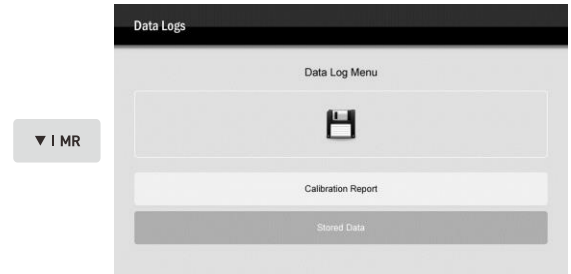 Data Logs
Data Log Menu
▼ I MR
Calibration Report
Stored Data